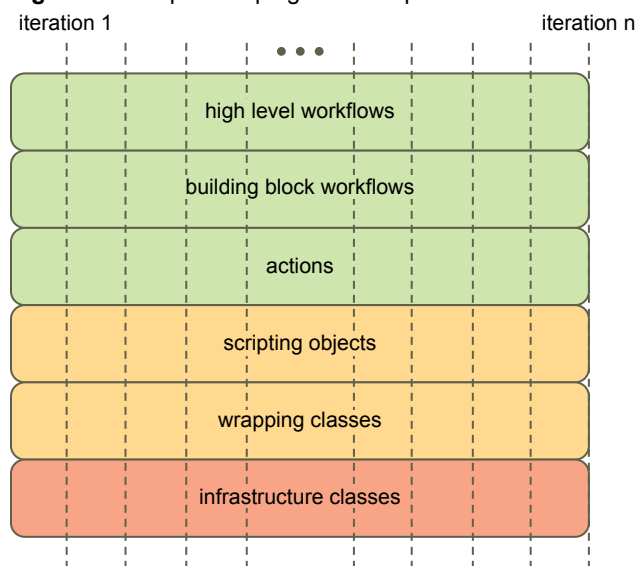 iteration 1
iteration n
...
high level workflows
building block workflows
actions
scripting objects
wrapping classes
infrastructure classes